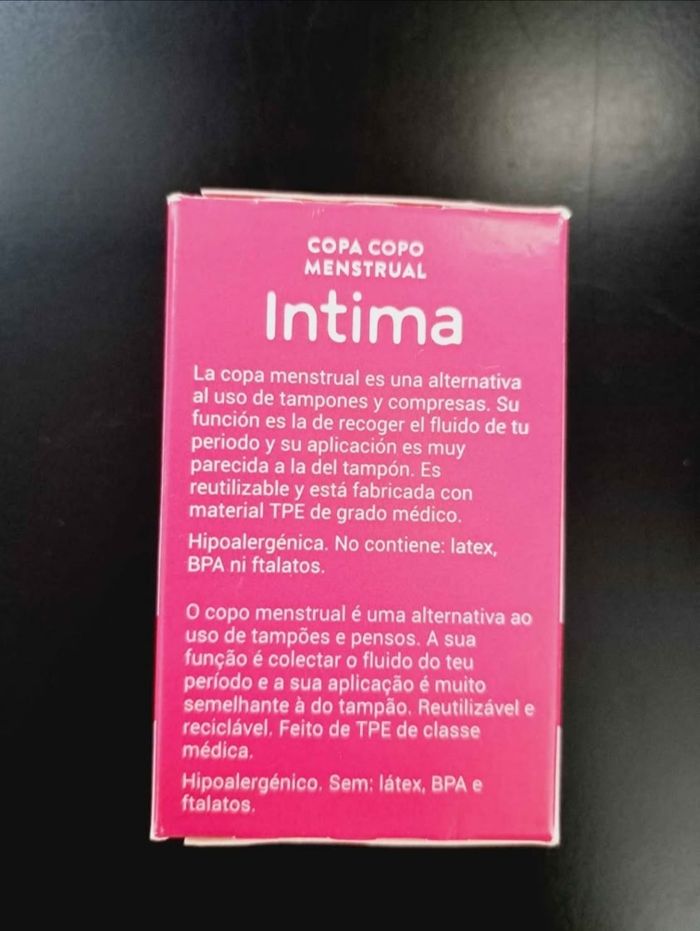 COPA COPO
MENSTRUAL
Intima
La copa menstrual es una alternativa
al uso de tampones y compresas. Su
función es la de recoger el fluido de tu
periodo y su aplicación es muy
parecida a la del tampón. Es
reutilizable y está fabricada con
material TPE de grado médico.
Hipoalergénica. No contiene: latex,
BPA ni ftalatos.
O copo menstrual é uma alternativa ao
uso de tampões e pensos. A sua
função é colectar o fluido do teu
período e a sua aplicação é muito
semelhante à do tampão. Reutilizável e
reciclável. Feito de TPE de classe
médica.
Hipoalergénico. Sem: látex, BPA e
ftalatos.